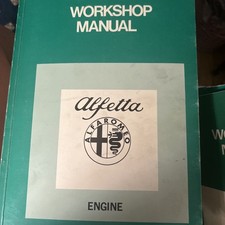 WORKSHOP
MANUAL
Alfetta
ALFA ROMEO
ENGINE
W
M